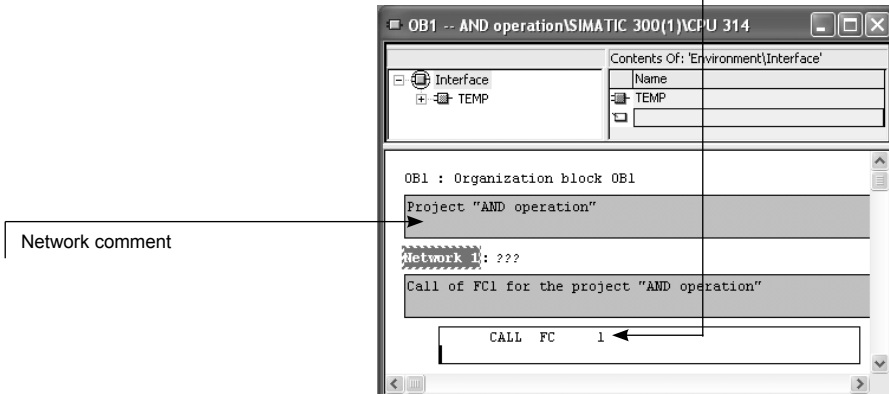 OB1 -- AND operation\SIMATIC 300(1)\CPU 314
Contents Of: 'Environment\Interface'
Interface
Name
TEMP
TEMP
OB1 : Organization block OB1
Project "AND operation"
Network comment
Network 1: ???
Call of FC1 for the project "AND operation"
CALL FC 1